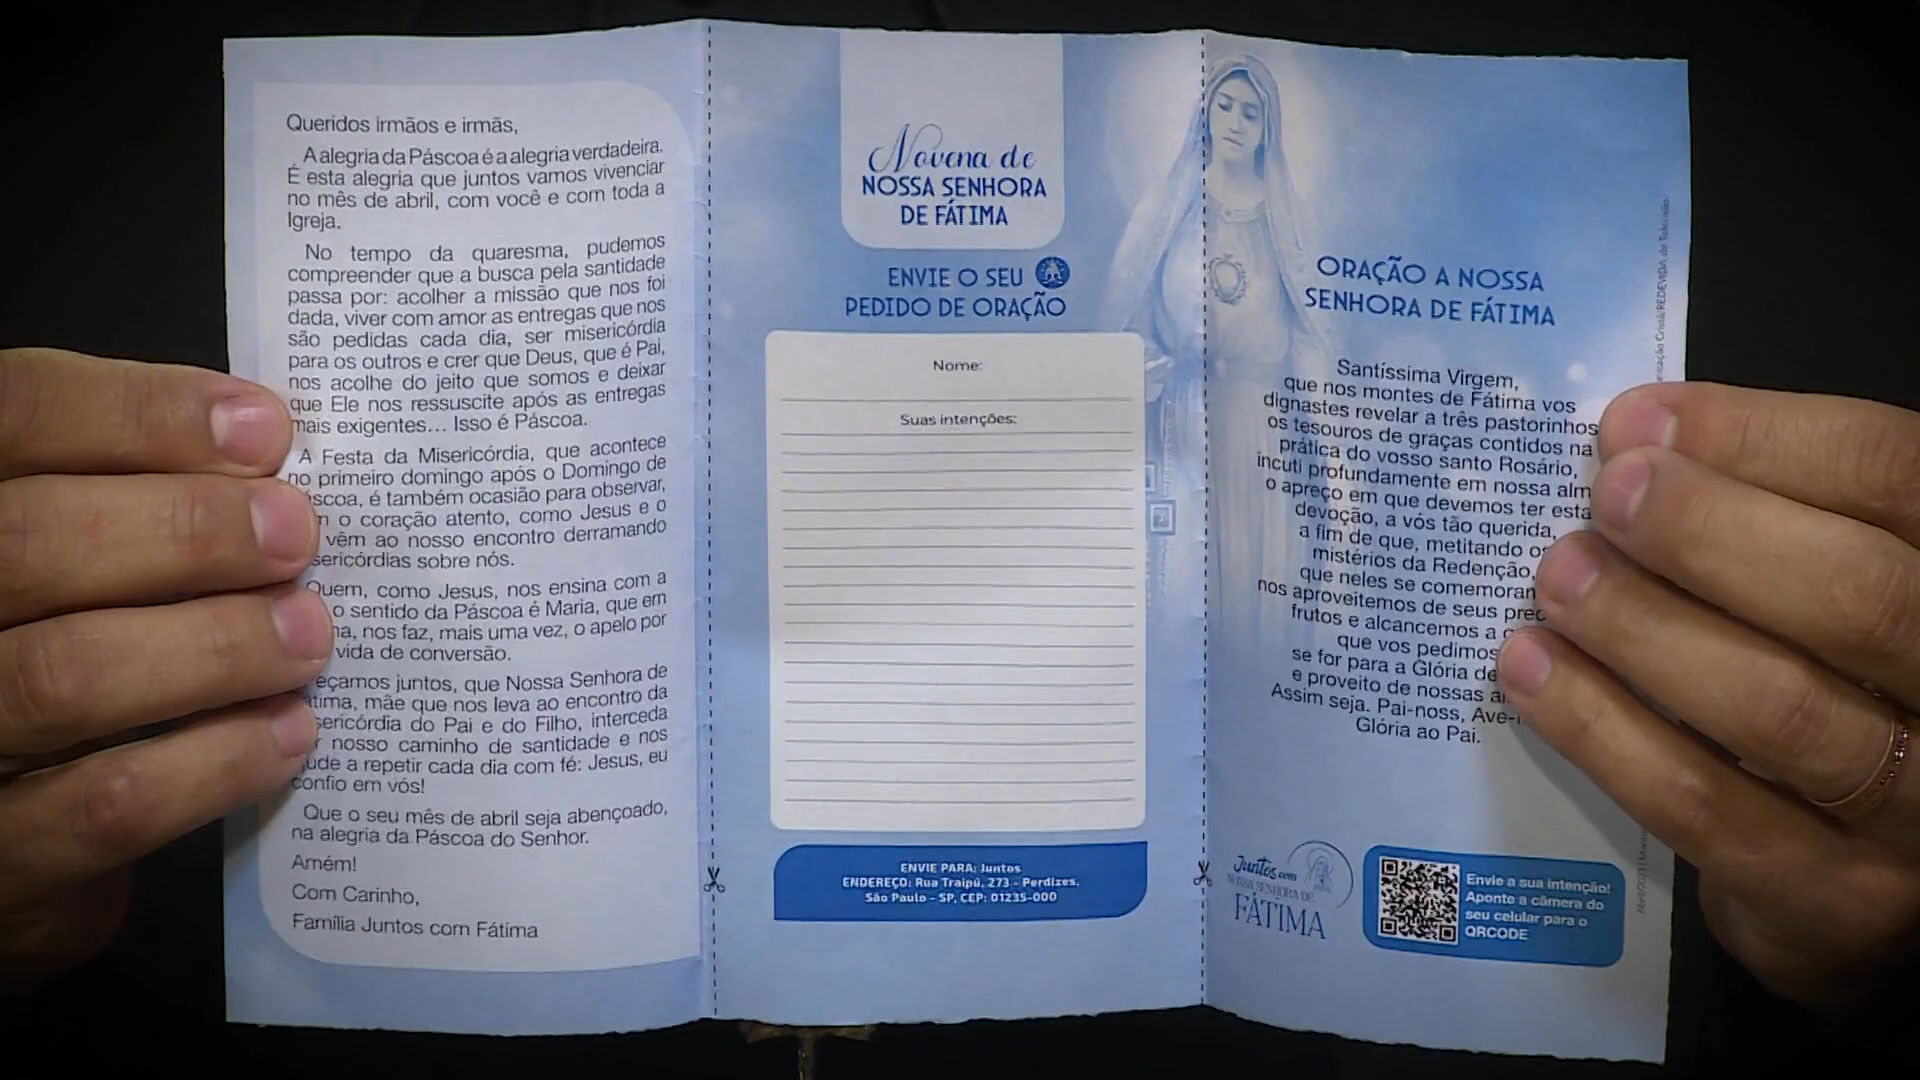 Queridos irmãos e irmãs,
A alegria da Páscoa é a alegria verdadeira.
É esta alegria que juntos vamos vivenciar
no mês de abril, com você e com toda a
Igreja.
No tempo da quaresma, pudemos
compreender que a busca pela santidade
passa por: acolher a missão que nos foi
dada, viver com amor as entregas que nos
são pedidas cada dia, ser misericórdia
para os outros e crer que Deus, que é Pai,
nos acolhe do jeito que somos e deixar
que Ele nos ressuscite após as entregas
mais exigentes... Isso é Páscoa.
A Festa da Misericórdia, que acontece
no primeiro domingo após o Domingo de
áscoa, é também ocasião para observar,
o coração atento, como Jesus e o
vêm ao nosso encontro derramando
sericórdias sobre nós.
Quem, como Jesus, nos ensina com a
o sentido da Páscoa é Maria, que em
nos faz, mais uma vez, o apelo por
vida de conversão.
eçamos juntos, que Nossa Senhora de
átima, mãe que nos leva ao encontro da
sericórdia do Pai e do Filho, interceda
nosso caminho de santidade e nos
ude a repetir cada dia com fé: Jesus, eu
confio em vós!
Que o seu mês de abril seja abençoado,
na alegria da Páscoa do Senhor.
Amém!
Com Carinho,
Família Juntos com Fátima
Novena de
NOSSA SENHORA
DE FÁTIMA
ENVIE O SEU
PEDIDO DE ORAÇÃO
Nome:
Suas intenções:
ENVIE PARA: Juntos
ENDEREÇO: Rua Traipú, 273 - Perdizes,
São Paulo - SP, CEP: 01235-000
ORAÇÃO A NOSSA
SENHORA DE FÁTIMA
Santíssima Virgem,
que nos montes de Fátima vos
dignastes revelar a três pastorinhos
os tesouros de graças contidos na
prática do vosso santo Rosário,
incuti profundamente em nossa alm
o apreço em que devemos ter esta
devoção, a vós tão querida,
a fim de que, metitando os
mistérios da Redenção,
que neles se comemoran
nos aproveitemos de seus prec
frutos e alcancemos a
que vos pedimos
se for para a Glória de
e proveito de nossas
Assim seja. Pai-noss, Ave-
Glória ao Pai.
Juntos com
NOSSA SENHORA DE
FÁTIMA
Envie a sua intenção!
Aponte a câmera do
seu celular para o
QRCODE